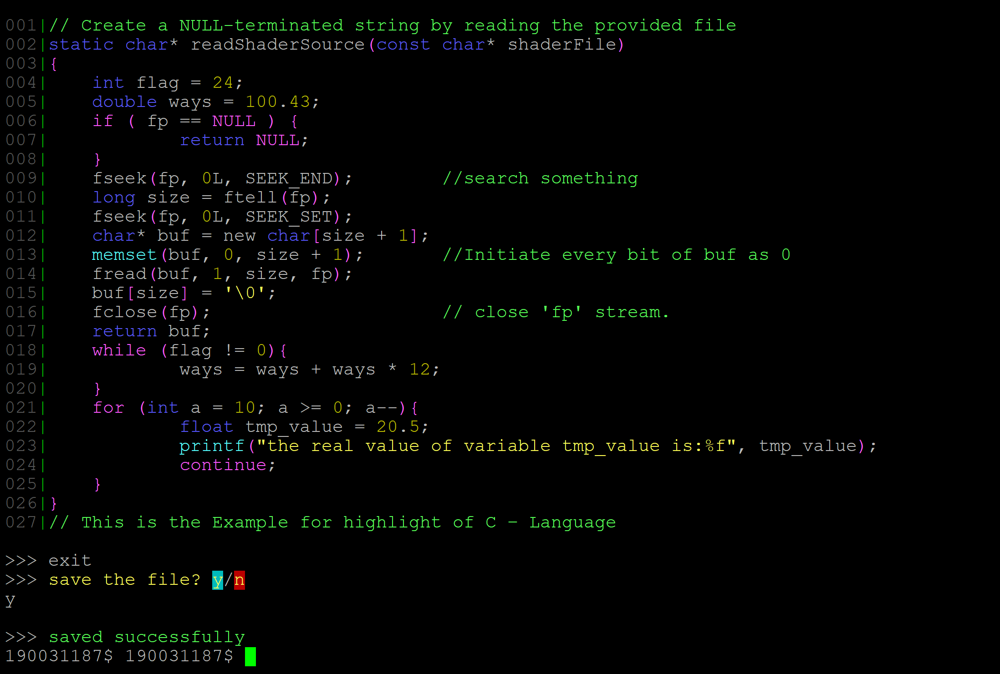 001|// Create a NULL-terminated string by reading the provided file
002|static char* readShaderSource(const char* shaderFile)
003|{
004|    int flag = 24;
005|    double ways = 100.43;
006|    if ( fp == NULL ) {
007|            return NULL;
008|    }
009|    fseek(fp, 0L, SEEK_END);        //search something
010|    long size = ftell(fp);
011|    fseek(fp, 0L, SEEK_SET);
012|    char* buf = new char[size + 1];
013|    memset(buf, 0, size + 1);       //Initiate every bit of buf as 0
014|    fread(buf, 1, size, fp);
015|    buf[size] = '\0';
016|    fclose(fp);                     // close 'fp' stream.
017|    return buf;
018|    while (flag != 0){
019|            ways = ways + ways * 12;
020|    }
021|    for (int a = 10; a >= 0; a--){
022|            float tmp_value = 20.5;
023|            printf("the real value of variable tmp_value is:%f", tmp_value);
024|            continue;
025|    }
026|}
027|// This is the Example for highlight of C - Language
>>> exit
>>> save the file? y/n
y
>>> saved successfully
190031187$ 190031187$